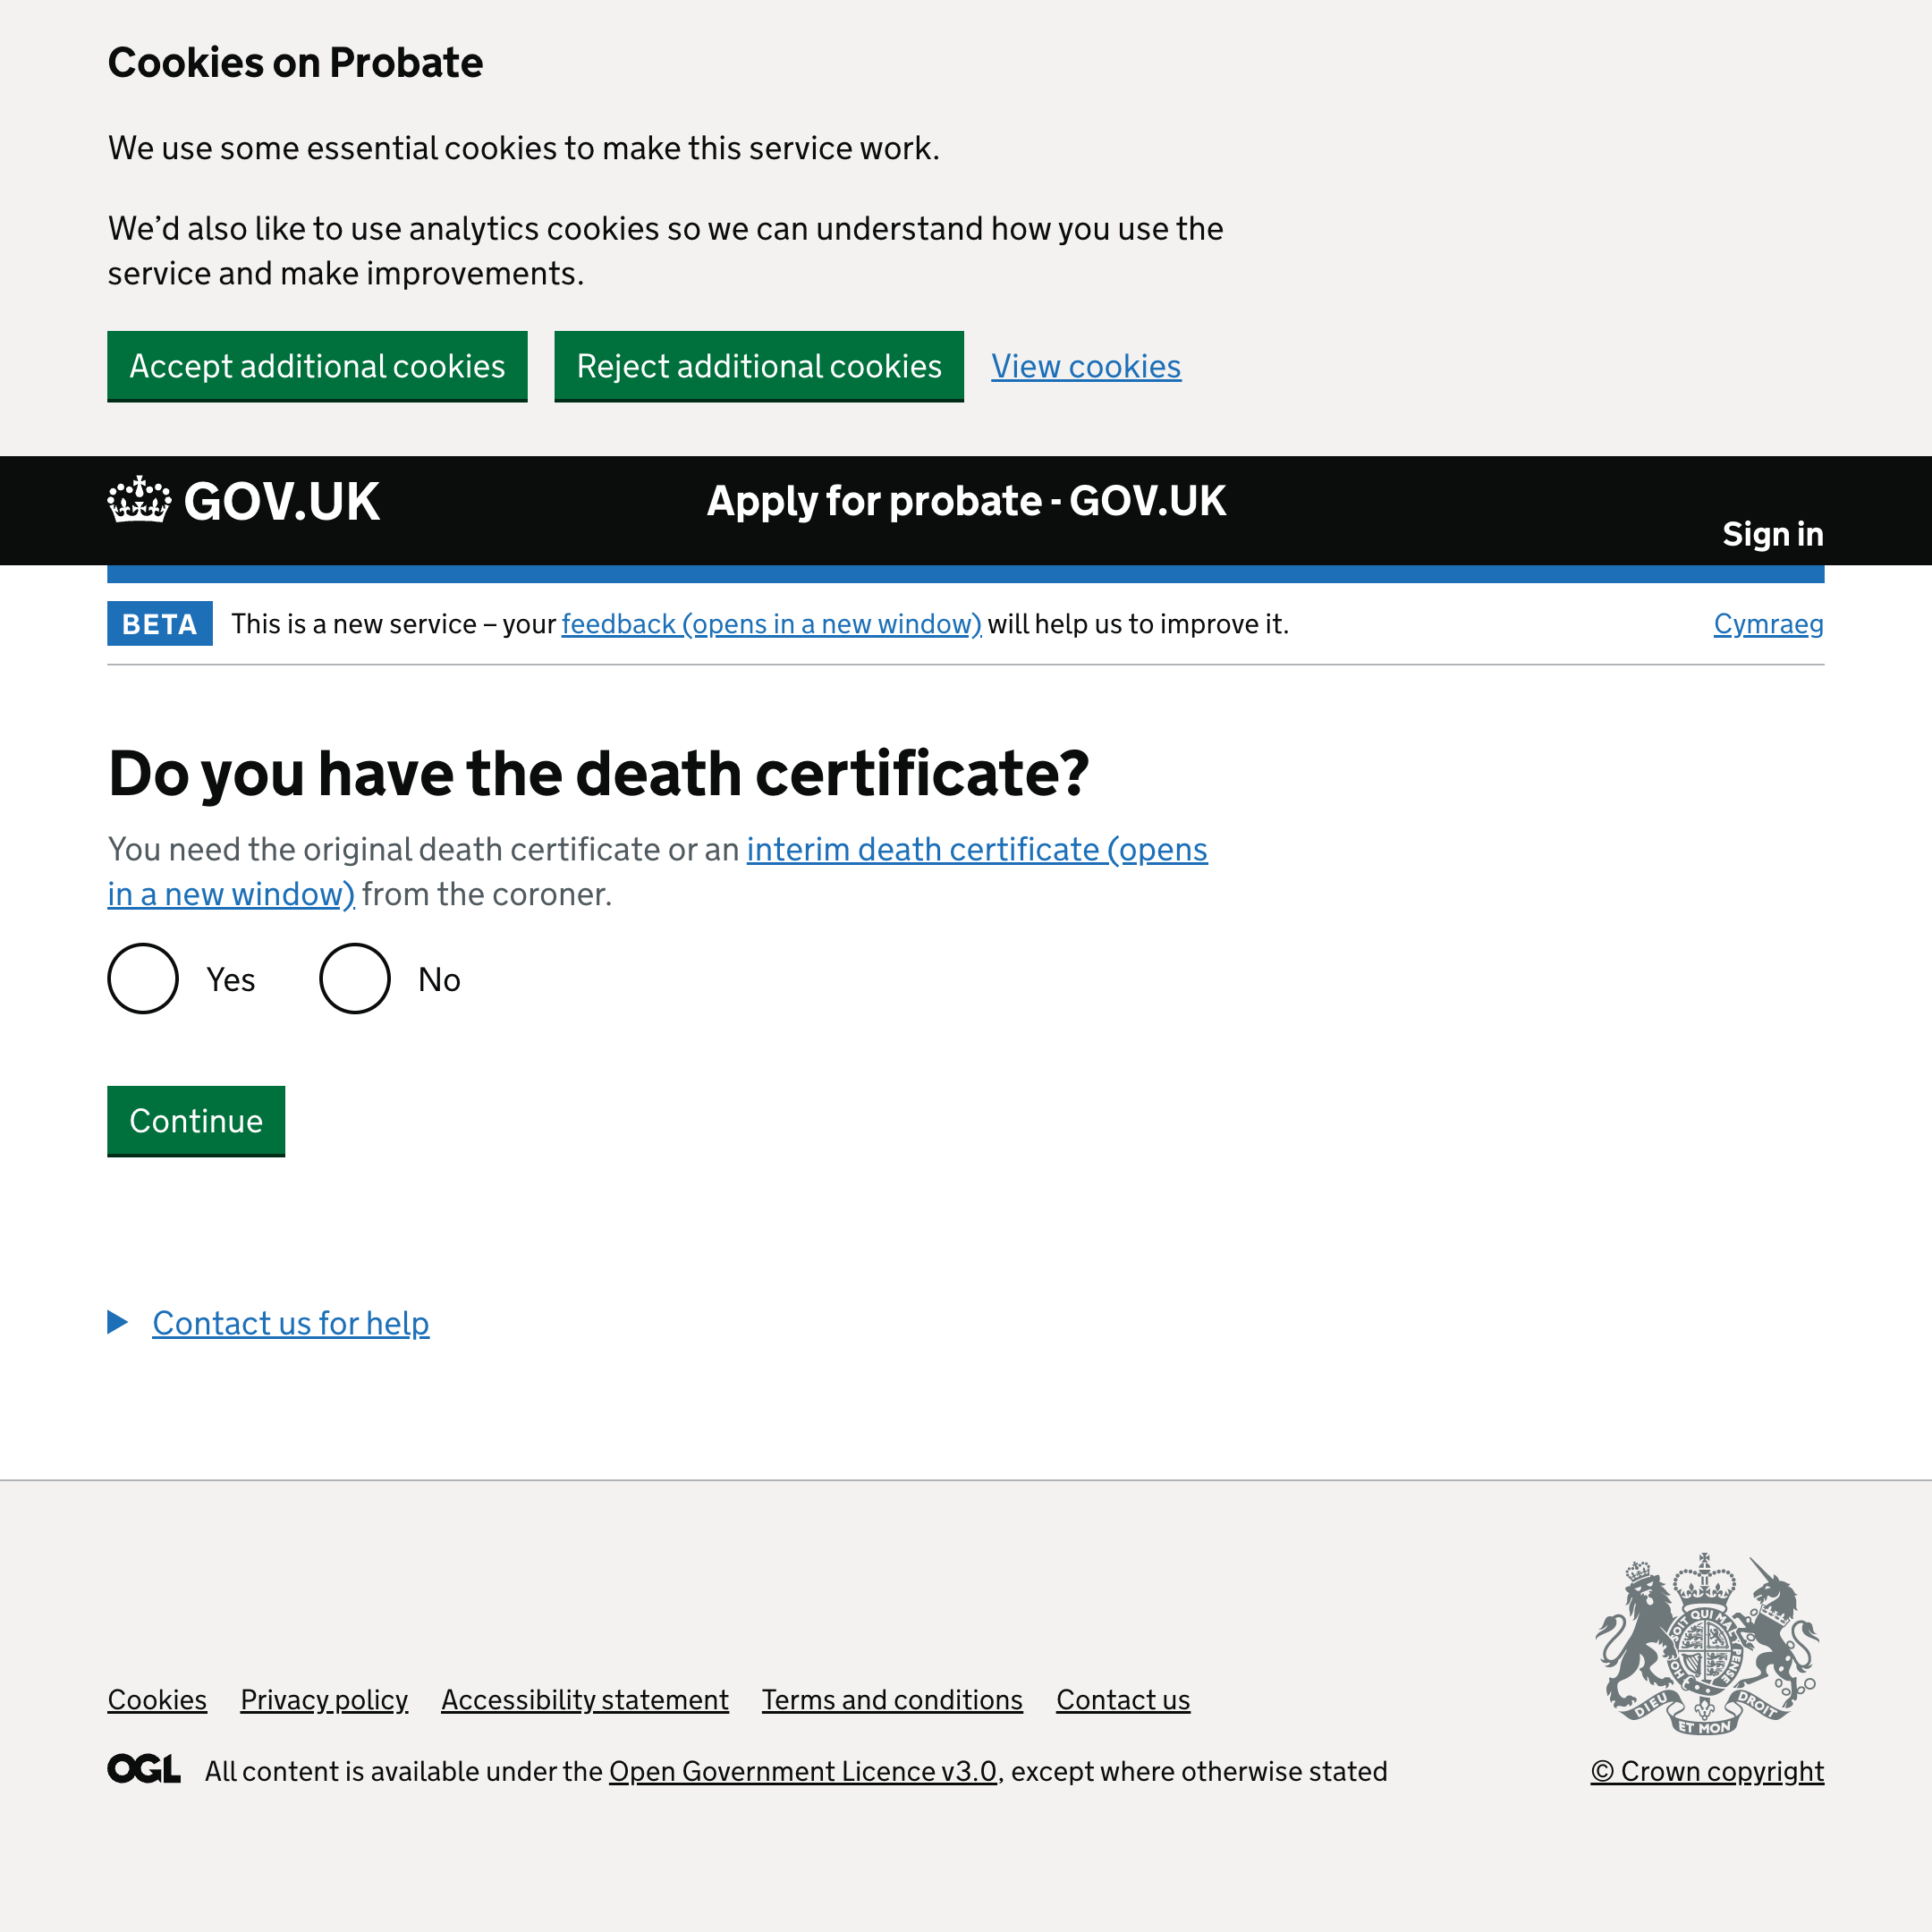 Cookies on Probate
We use some essential cookies to make this service work.
We’d also like to use analytics cookies so we can understand how you use the
service and make improvements.
Accept additional cookies
Reject additional cookies
View cookies
GOV.UK
Apply for probate - GOV.UK
Sign in
BETA
This is a new service – your feedback (opens in a new window) will help us to improve it.
Cymraeg
Do you have the death certificate?
You need the original death certificate or an interim death certificate (opens
in a new window) from the coroner.
Yes
No
Continue
Contact us for help
SOIT QUI MAL
PENSE
HON
DIEU
ET MON
DROIT
Cookies
Privacy policy
Accessibility statement
Terms and conditions
Contact us
OGL
All content is available under the Open Government Licence v3.0, except where otherwise stated
© Crown copyright